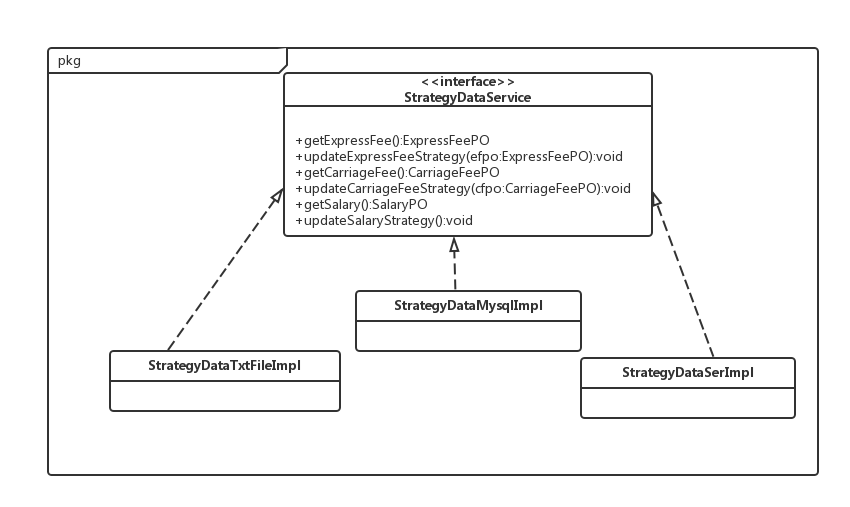 pkg
<<interface>>
StrategyDataService
+getExpressFee():ExpressFeePO
+updateExpressFeeStrategy(efpo:ExpressFeePO):void
+getCarriageFee():CarriageFeePO
+updateCarriageFeeStrategy(cfpo:CarriageFeePO):void
+getSalary():SalaryPO
+updateSalaryStrategy():void
StrategyDataMysqlImpl
StrategyDataTxtFileImpl
StrategyDataSerImpl